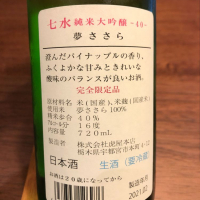 七水 純米大吟醸 -40-
夢ささら
澄んだパイナップルの香り、
ふくよかな甘みときれいな
酸味のバランスが良いお酒。
完全限定品
原材料名 米(国産)、米麹(国産米)
使用米 夢ささら100%
精米歩合 40%
アルコール分 16度
内容量 720mL
製造者 株式会社虎屋本店
栃木県宇都宮市本町4-12
日本酒
生酒 (要冷蔵)
お酒は20歳になってから
製造年月
2021.02